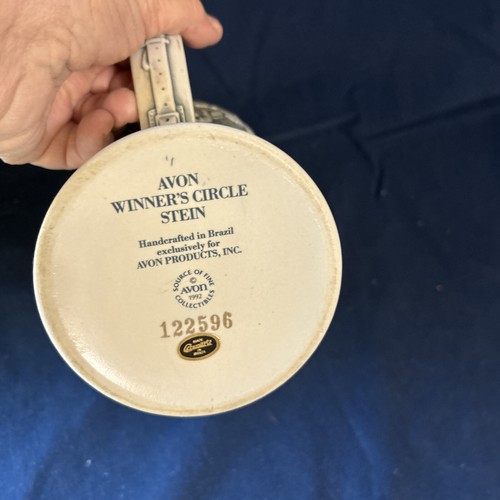 AVON
WINNER'S CIRCLE
STEIN
Handcrafted in Brazil
exclusively for
AVON PRODUCTS, INC.
SOURCE OF FINE
©
AVON
1992
COLLECTIBLES
122596
BRAZIL